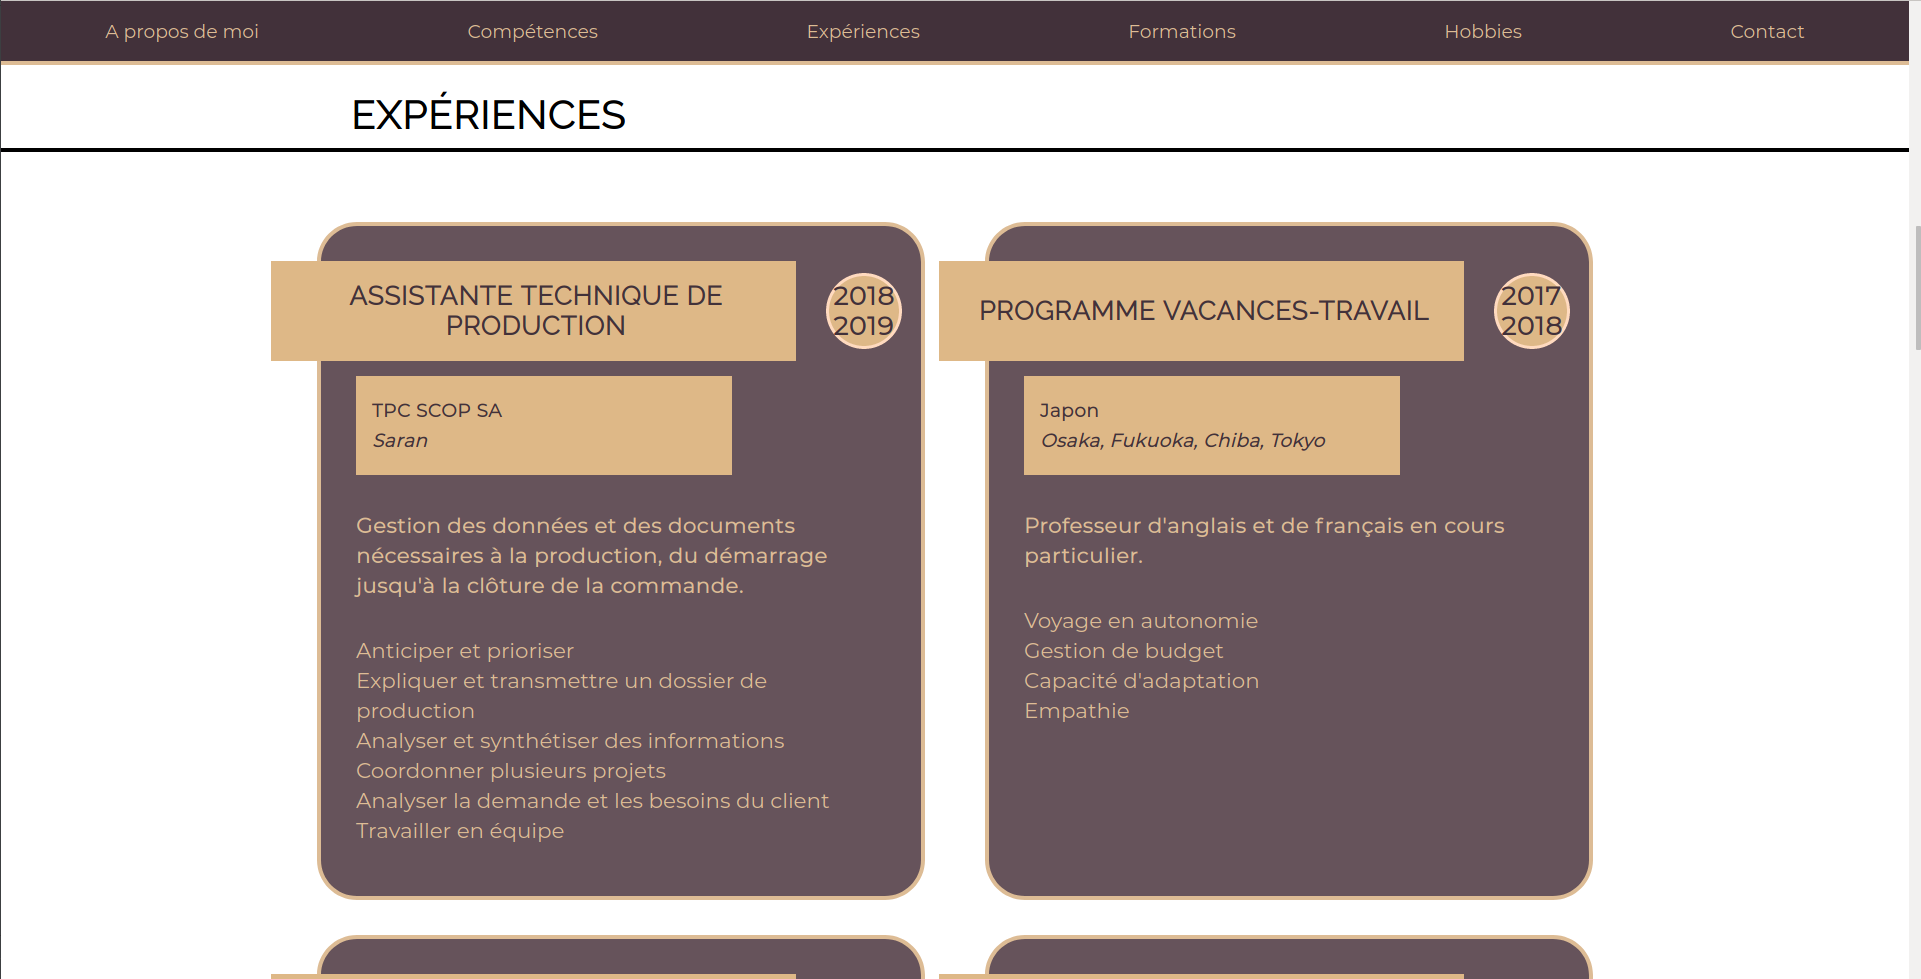 A propos de moi Compétences Expériences Formations Hobbies Contact
EXPÉRIENCES
ASSISTANTE TECHNIQUE DE
PRODUCTION
2018
2019
TPC SCOP SA
Saran
Gestion des données et des documents
nécessaires à la production, du démarrage
jusqu'à la clôture de la commande.
Anticiper et prioriser
Expliquer et transmettre un dossier de
production
Analyser et synthétiser des informations
Coordonner plusieurs projets
Analyser la demande et les besoins du client
Travailler en équipe
PROGRAMME VACANCES-TRAVAIL
2017
2018
Japon
Osaka, Fukuoka, Chiba, Tokyo
Professeur d'anglais et de français en cours
particulier.
Voyage en autonomie
Gestion de budget
Capacité d'adaptation
Empathie